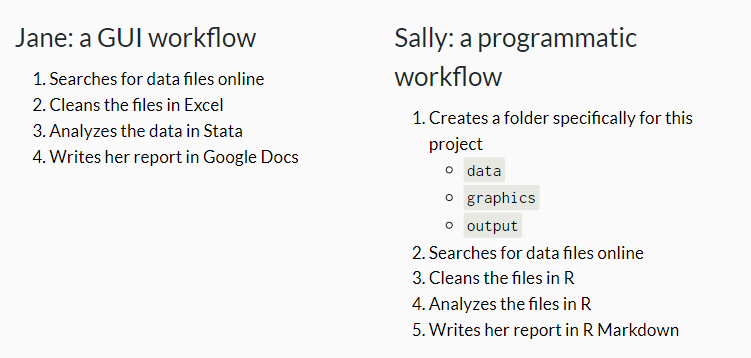 Jane: a GUI workflow
1. Searches for data files online
2. Cleans the files in Excel
3. Analyzes the data in Stata
4. Writes her report in Google Docs
Sally: a programmatic
workflow
1. Creates a folder specifically for this
project
data
graphics
output
2. Searches for data files online
3. Cleans the files in R
4. Analyzes the files in R
5. Writes her report in R Markdown